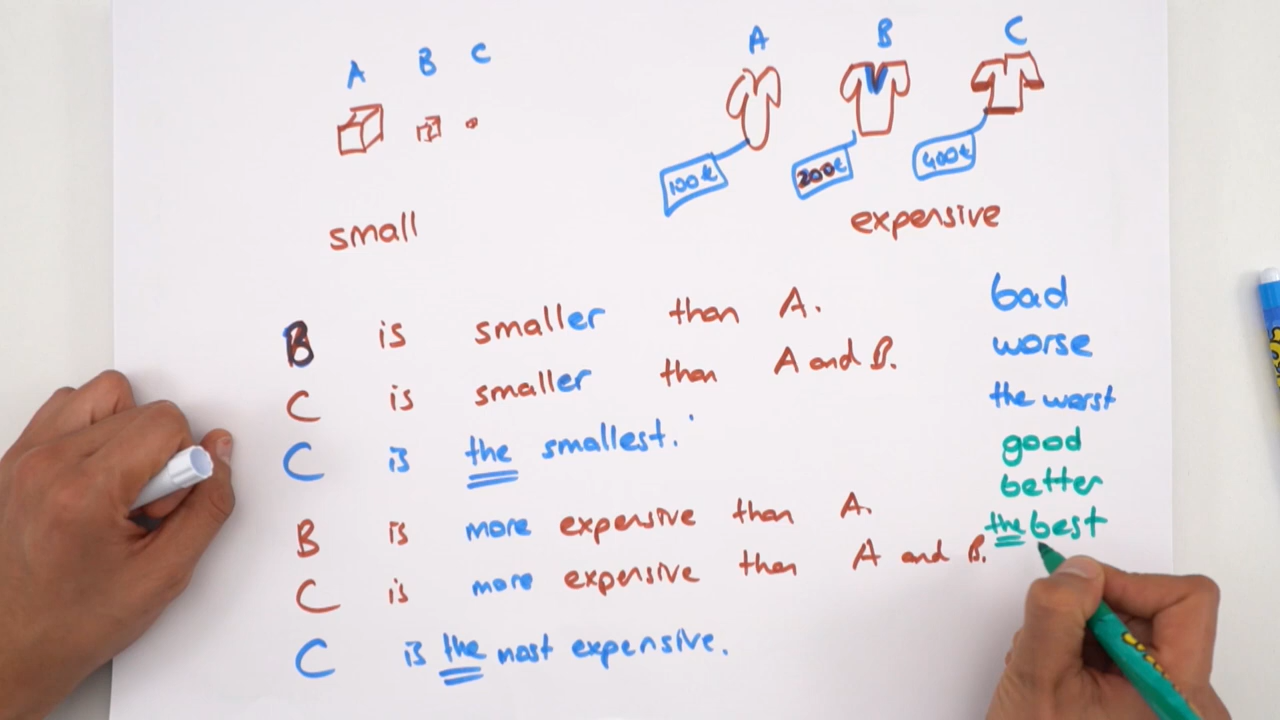 A B C
A B C
100€ 200€ 400€
small
expensive
B is smaller than A.
C is smaller than A and B.
C is the smallest.
B is more expensive than A.
C is more expensive than A and B.
C is the most expensive.
bad
worse
the worst
good
better
the best